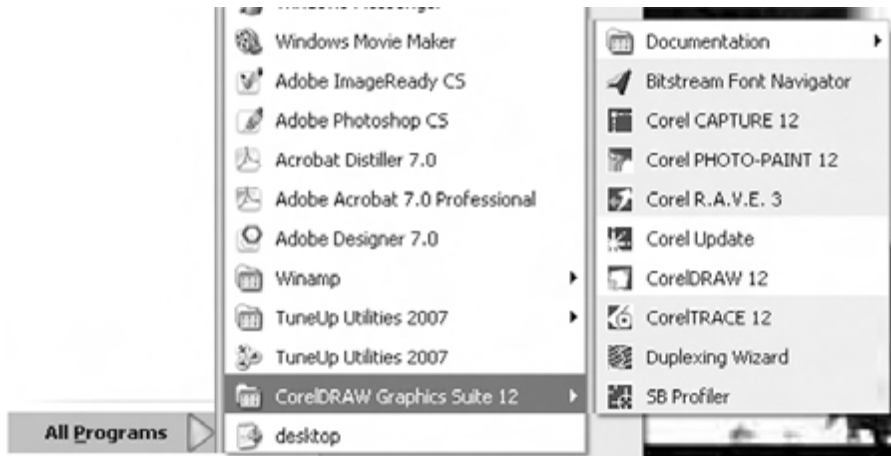 Windows Messenger
Windows Movie Maker
Adobe ImageReady CS
Adobe Photoshop CS
Acrobat Distiller 7.0
Adobe Acrobat 7.0 Professional
Adobe Designer 7.0
Winamp
TuneUp Utilities 2007
TuneUp Utilities 2007
CorelDRAW Graphics Suite 12
desktop
All Programs
Documentation
Bitstream Font Navigator
Corel CAPTURE 12
Corel PHOTO-PAINT 12
Corel R.A.V.E. 3
Corel Update
CorelDRAW 12
CorelTRACE 12
Duplexing Wizard
SB Profiler